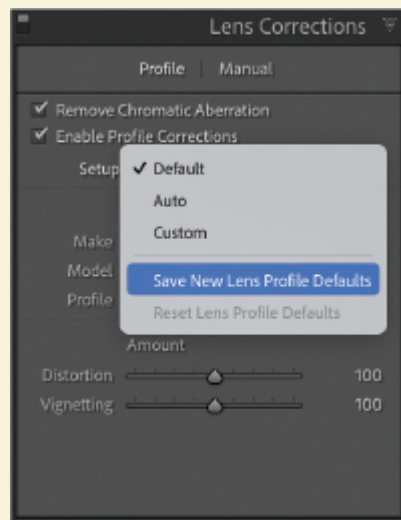 Lens Corrections
Profile | Manual
Remove Chromatic Aberration
Enable Profile Corrections
Setup ✓ Default
Auto
Custom
Make
Save New Lens Profile Defaults
Model
Reset Lens Profile Defaults
Profile
Amount
Distortion 100
Vignetting 100